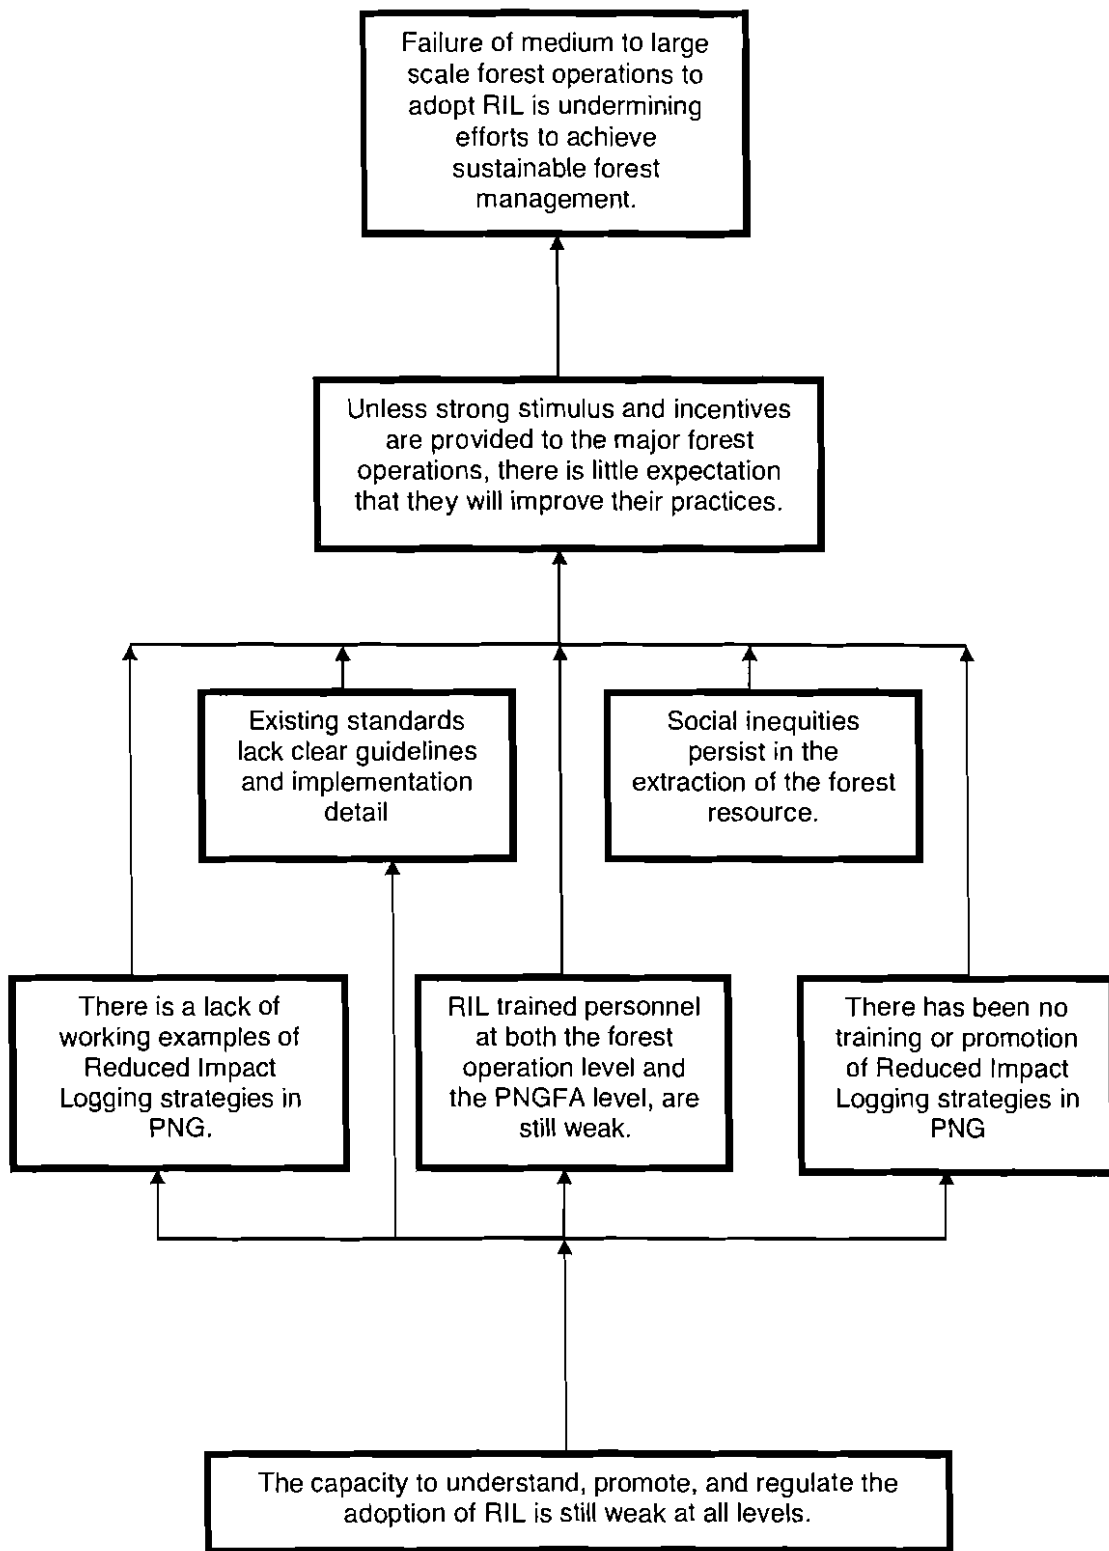 Failure of medium to large
scale forest operations to
adopt RIL is undermining
efforts to achieve
sustainable forest
management.
Unless strong stimulus and incentives
are provided to the major forest
operations, there is little expectation
that they will improve their practices.
Existing standards
lack clear guidelines
and implementation
detail
Social inequities
persist in the
extraction of the forest
resource.
There is a lack of
working examples of
Reduced Impact
Logging strategies in
PNG.
RIL trained personnel
at both the forest
operation level and
the PNGFA level, are
still weak.
There has been no
training or promotion
of Reduced Impact
Logging strategies in
PNG
The capacity to understand, promote, and regulate the
adoption of RIL is still weak at all levels.